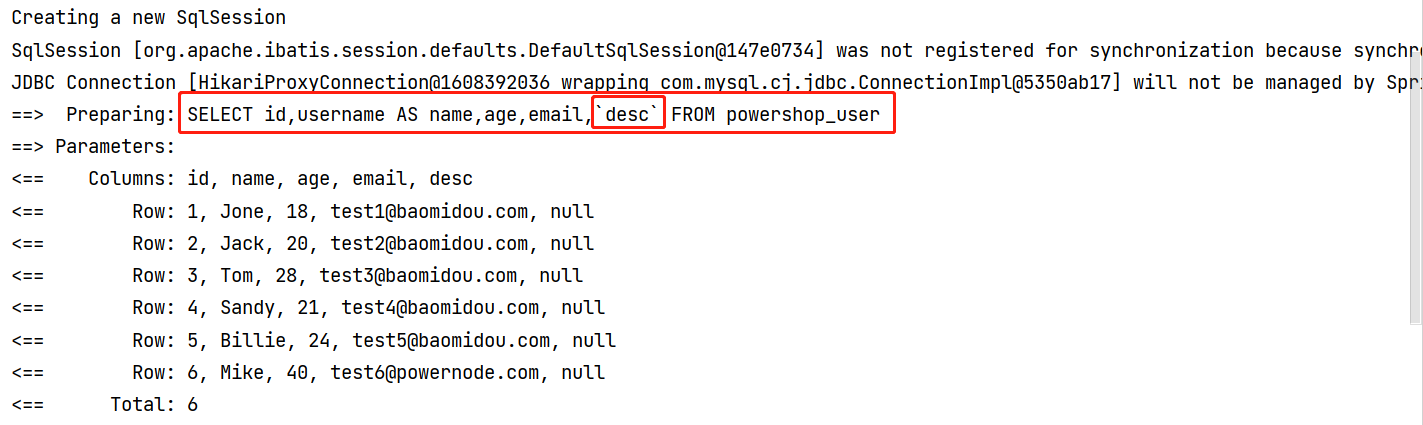 Creating a new SqlSession
SqlSession [org.apache.ibatis.session.defaults.DefaultSqlSession@147e0734] was not registered for synchronization because synchr
JDBC Connection [HikariProxyConnection@1608392036 wrapping com.mysql.cj.jdbc.ConnectionImpl@5350ab17] will not be managed by Spri
==>  Preparing: SELECT id,username AS name,age,email,`desc` FROM powershop_user
==> Parameters:
<==    Columns: id, name, age, email, desc
<==        Row: 1, Jone, 18, test1@baomidou.com, null
<==        Row: 2, Jack, 20, test2@baomidou.com, null
<==        Row: 3, Tom, 28, test3@baomidou.com, null
<==        Row: 4, Sandy, 21, test4@baomidou.com, null
<==        Row: 5, Billie, 24, test5@baomidou.com, null
<==        Row: 6, Mike, 40, test6@powernode.com, null
<==      Total: 6